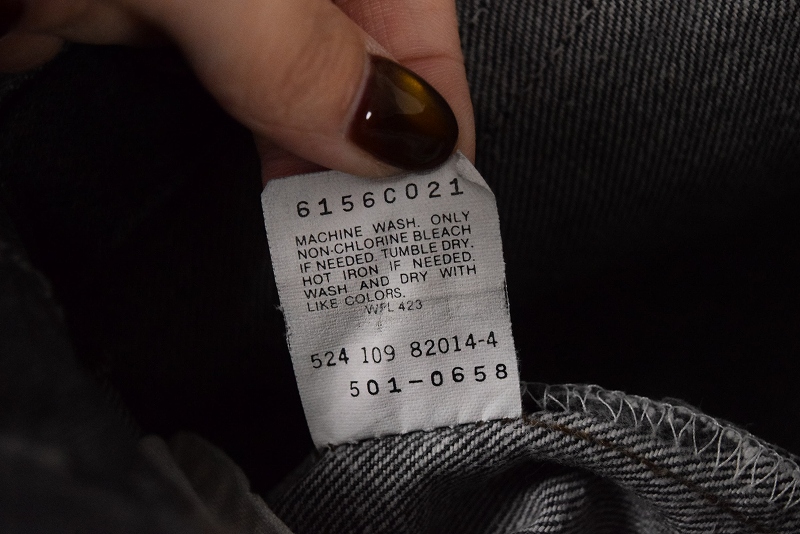 6156C021
MACHINE WASH. ONLY
NON-CHLORINE BLEACH
IF NEEDED. TUMBLE DRY.
HOT IRON IF NEEDED.
WASH AND DRY WITH
LIKE COLORS.
WPL 423
524 109 82014-4
501-0658